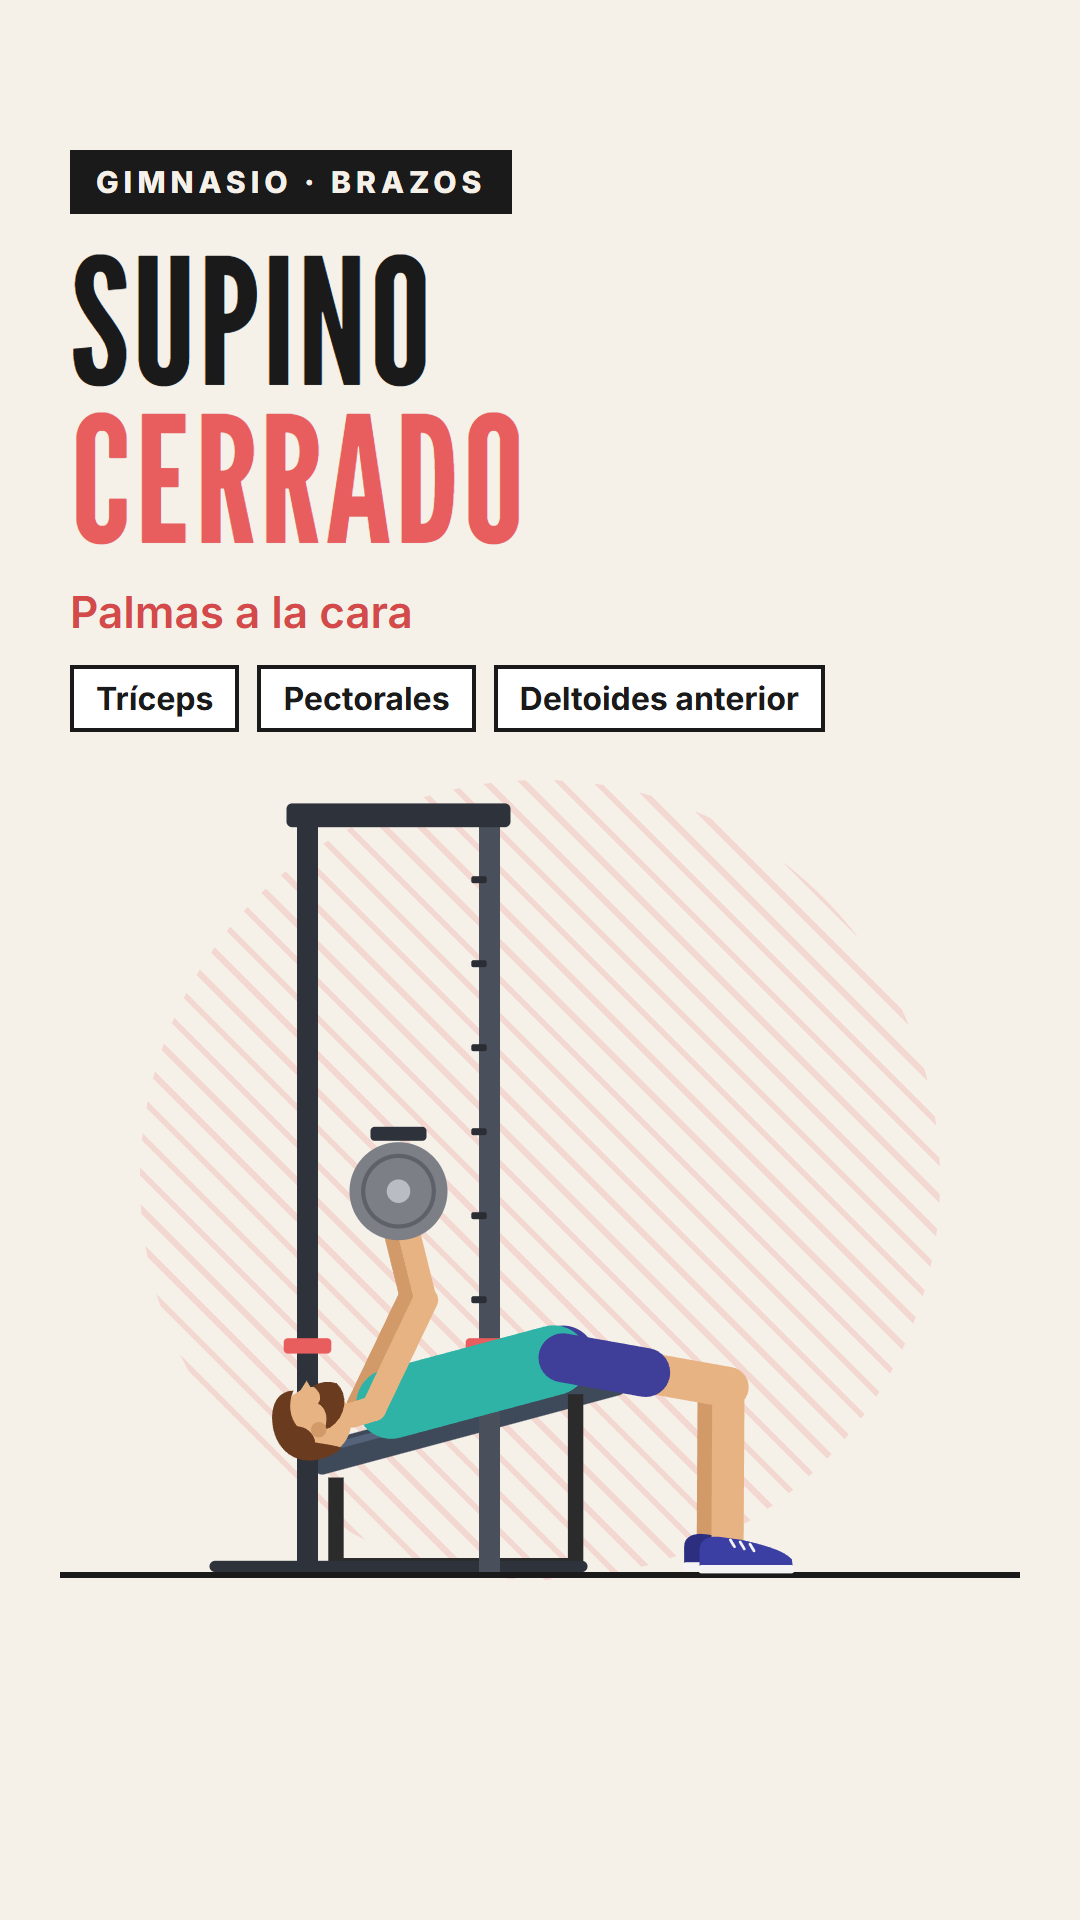 GIMNASIO · BRAZOS
SUPINO
CERRADO
Palmas a la cara
Tríceps
Pectorales
Deltoides anterior